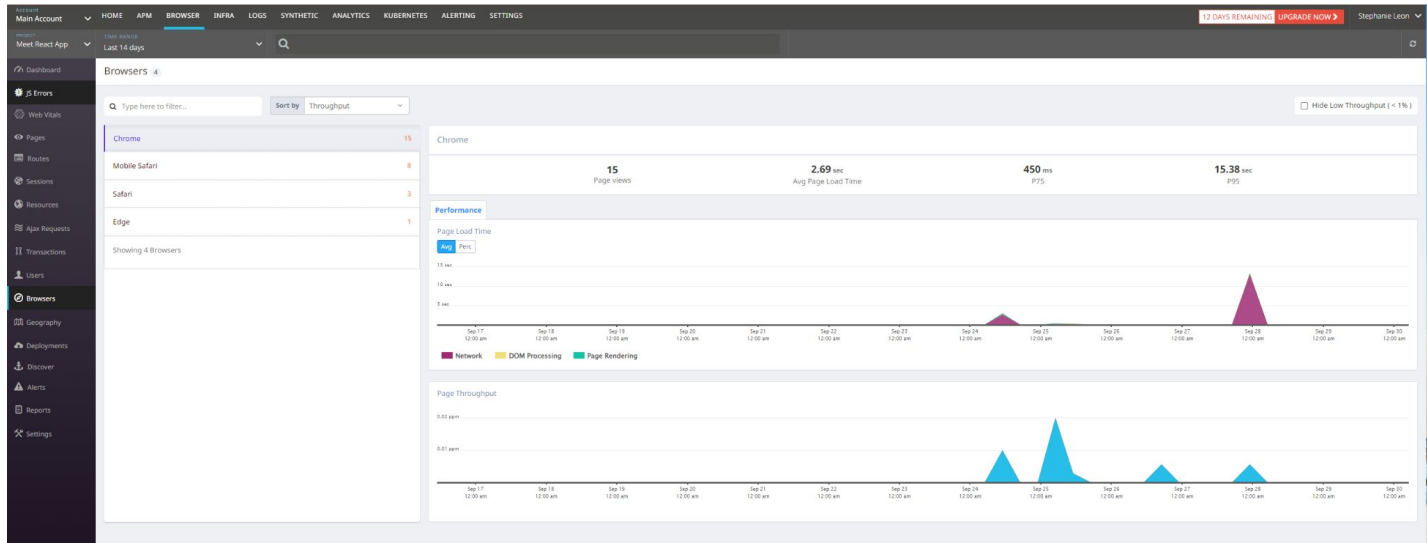 Account
Main Account
HOME APM BROWSER INFRA LOGS SYNTHETIC ANALYTICS KUBERNETES ALERTING SETTINGS
12 DAYS REMAINING UPGRADE NOW
Stephanie Leon
PROJECT
Meet React App
TIME RANGE
Last 14 days
Dashboard
JS Errors
Web Vitals
Pages
Routes
Sessions
Resources
Ajax Requests
Transactions
Users
Browsers
Geography
Deployments
Discover
Alerts
Reports
Settings
Browsers 4
Type here to filter...
Sort by Throughput
Hide Low Throughput ( < 1% )
Chrome 15
Mobile Safari 8
Safari 3
Edge 1
Showing 4 Browsers
Chrome
15 2.69 sec 450 ms 15.38 sec
Page views Avg Page Load Time P75 P95
Performance
Page Load Time
Avg Perc
15 sec
10 sec
5 sec
Sep 17 Sep 18 Sep 19 Sep 20 Sep 21 Sep 22 Sep 23 Sep 24 Sep 25 Sep 26 Sep 27 Sep 28 Sep 29 Sep 30
12:00 am 12:00 am 12:00 am 12:00 am 12:00 am 12:00 am 12:00 am 12:00 am 12:00 am 12:00 am 12:00 am 12:00 am 12:00 am 12:00 am
Network DOM Processing Page Rendering
Page Throughput
0.02 ppm
0.01 ppm
Sep 17 Sep 18 Sep 19 Sep 20 Sep 21 Sep 22 Sep 23 Sep 24 Sep 25 Sep 26 Sep 27 Sep 28 Sep 29 Sep 30
12:00 am 12:00 am 12:00 am 12:00 am 12:00 am 12:00 am 12:00 am 12:00 am 12:00 am 12:00 am 12:00 am 12:00 am 12:00 am 12:00 am